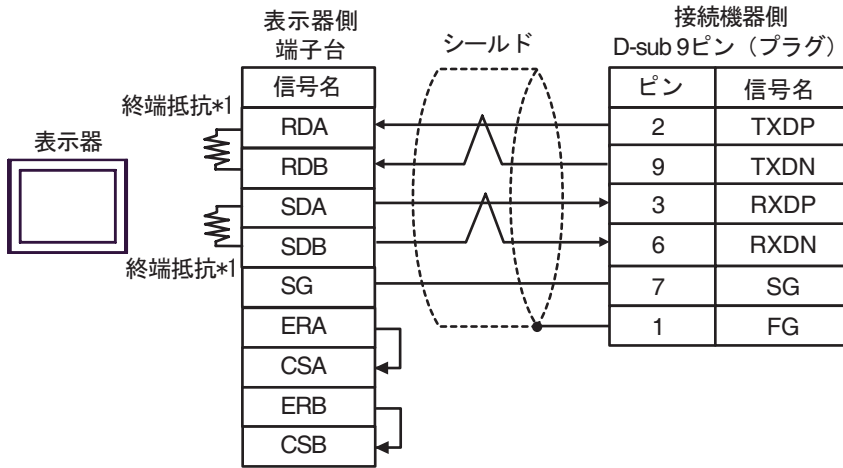 表示器側
端子台
シールド
接続機器側
D-sub 9ピン（プラグ）
終端抵抗*1
表示器
終端抵抗*1
信号名
RDA
RDB
SDA
SDB
SG
ERA
CSA
ERB
CSB
ピン 信号名
2 TXDP
9 TXDN
3 RXDP
6 RXDN
7 SG
1 FG